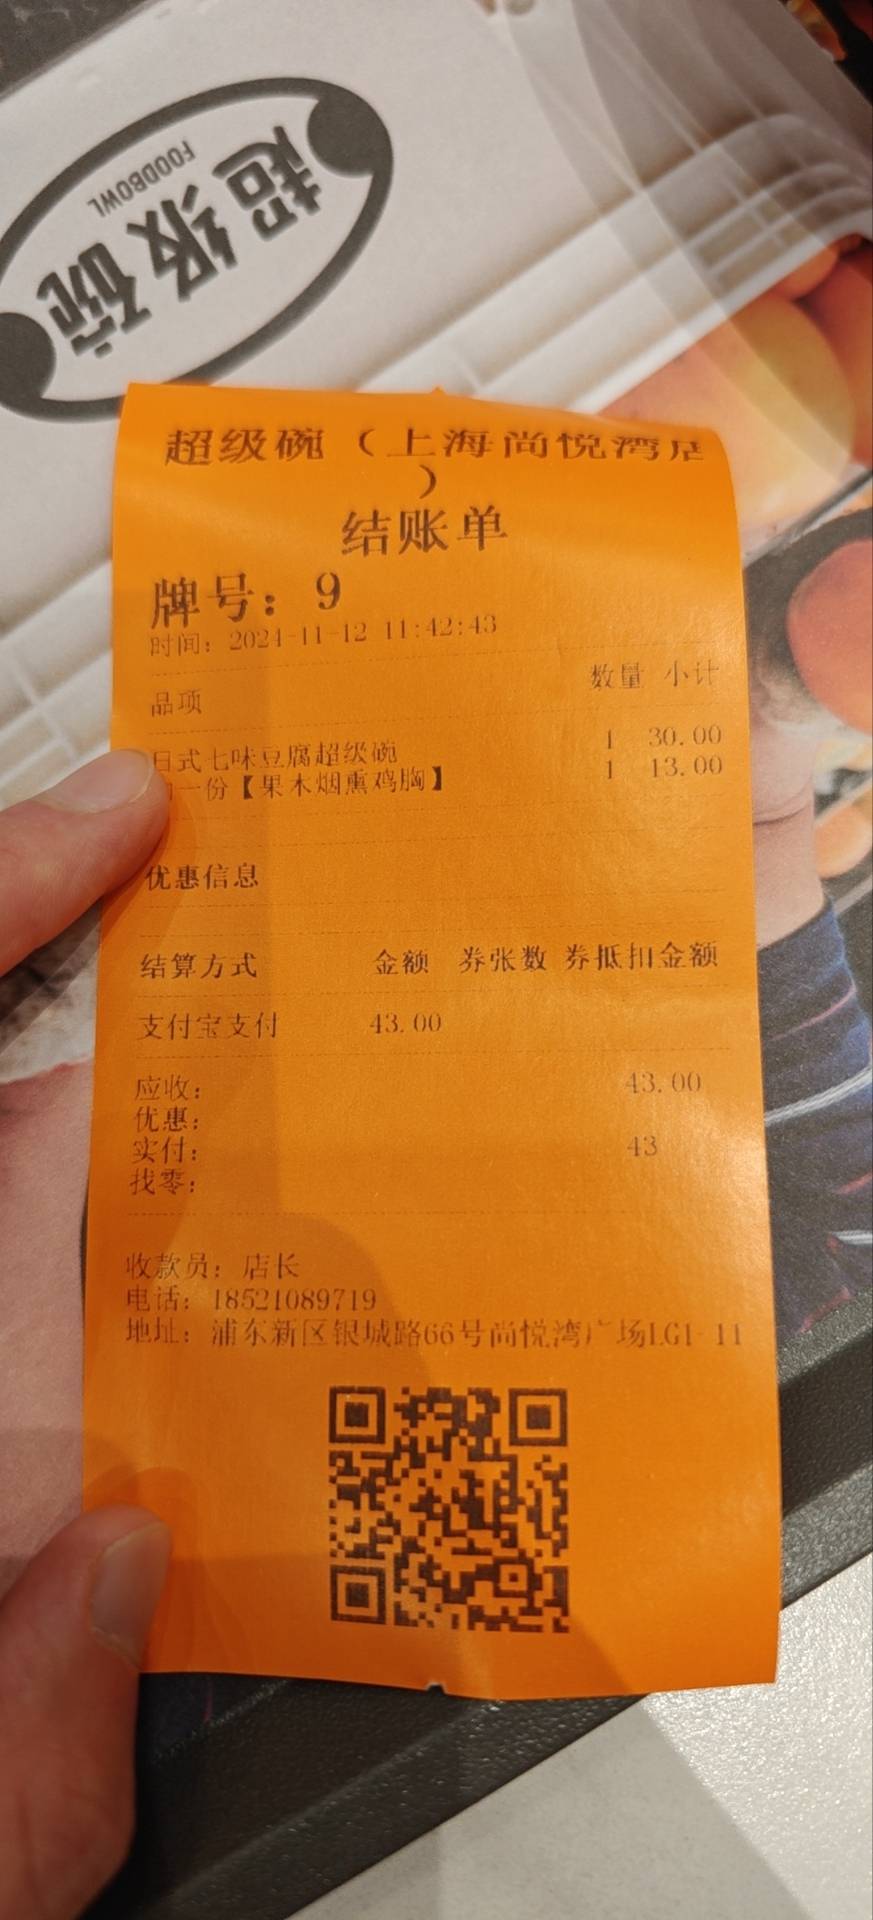 超级碗
FOODBOWL
超级碗（上海尚悦湾店
）
结账单
牌号：9
时间：2024-11-12 11:42:43
品项 数量 小计
日式七味豆腐超级碗 1 30.00
一份【果木烟熏鸡胸】 1 13.00
优惠信息
结算方式 金额 券张数 券抵扣金额
支付宝支付 43.00
应收： 43.00
优惠：
实付： 43
找零：
收款员：店长
电话：18521089719
地址：浦东新区银城路66号尚悦湾广场LG1-11